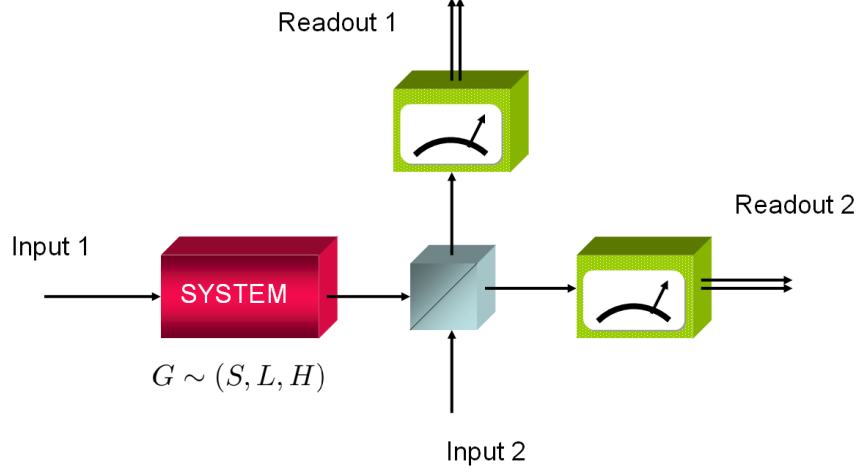 Readout 1
Readout 2
Input 1
SYSTEM
G ∼ (S, L, H)
Input 2